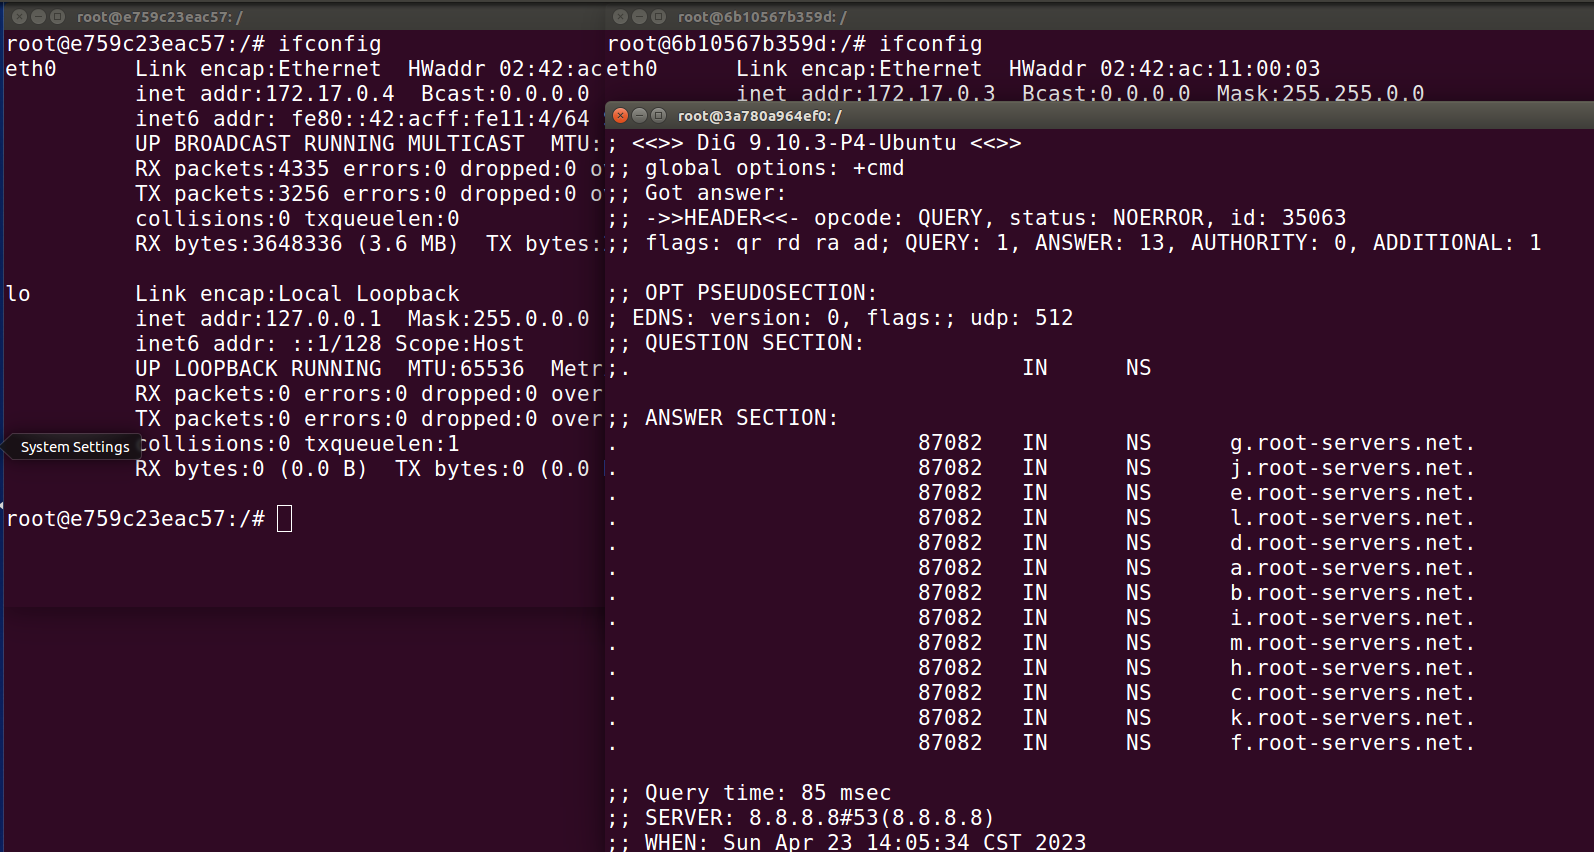 root@e759c23eac57: /
root@e759c23eac57:/# ifconfig
eth0 Link encap:Ethernet HWaddr 02:42:ac
inet addr:172.17.0.4 Bcast:0.0.0.0
inet6 addr: fe80::42:acff:fe11:4/64
UP BROADCAST RUNNING MULTICAST MTU:
RX packets:4335 errors:0 dropped:0 o
TX packets:3256 errors:0 dropped:0 o
collisions:0 txqueuelen:0
RX bytes:3648336 (3.6 MB) TX bytes:
lo Link encap:Local Loopback
inet addr:127.0.0.1 Mask:255.0.0.0
inet6 addr: ::1/128 Scope:Host
UP LOOPBACK RUNNING MTU:65536 Metr
RX packets:0 errors:0 dropped:0 over
TX packets:0 errors:0 dropped:0 over
System Settings
collisions:0 txqueuelen:1
RX bytes:0 (0.0 B) TX bytes:0 (0.0
root@e759c23eac57:/#
root@6b10567b359d: /
root@6b10567b359d:/# ifconfig
eth0 Link encap:Ethernet HWaddr 02:42:ac:11:00:03
inet addr:172.17.0.3 Bcast:0.0.0.0 Mask:255.255.0.0
root@3a780a964ef0: /
; <<>> DiG 9.10.3-P4-Ubuntu <<>>
;; global options: +cmd
;; Got answer:
;; ->>HEADER<<- opcode: QUERY, status: NOERROR, id: 35063
;; flags: qr rd ra ad; QUERY: 1, ANSWER: 13, AUTHORITY: 0, ADDITIONAL: 1
;; OPT PSEUDOSECTION:
; EDNS: version: 0, flags:; udp: 512
;; QUESTION SECTION:
;. IN NS
;; ANSWER SECTION:
. 87082 IN NS g.root-servers.net.
. 87082 IN NS j.root-servers.net.
. 87082 IN NS e.root-servers.net.
. 87082 IN NS l.root-servers.net.
. 87082 IN NS d.root-servers.net.
. 87082 IN NS a.root-servers.net.
. 87082 IN NS b.root-servers.net.
. 87082 IN NS i.root-servers.net.
. 87082 IN NS m.root-servers.net.
. 87082 IN NS h.root-servers.net.
. 87082 IN NS c.root-servers.net.
. 87082 IN NS k.root-servers.net.
. 87082 IN NS f.root-servers.net.
;; Query time: 85 msec
;; SERVER: 8.8.8.8#53(8.8.8.8)
;; WHEN: Sun Apr 23 14:05:34 CST 2023